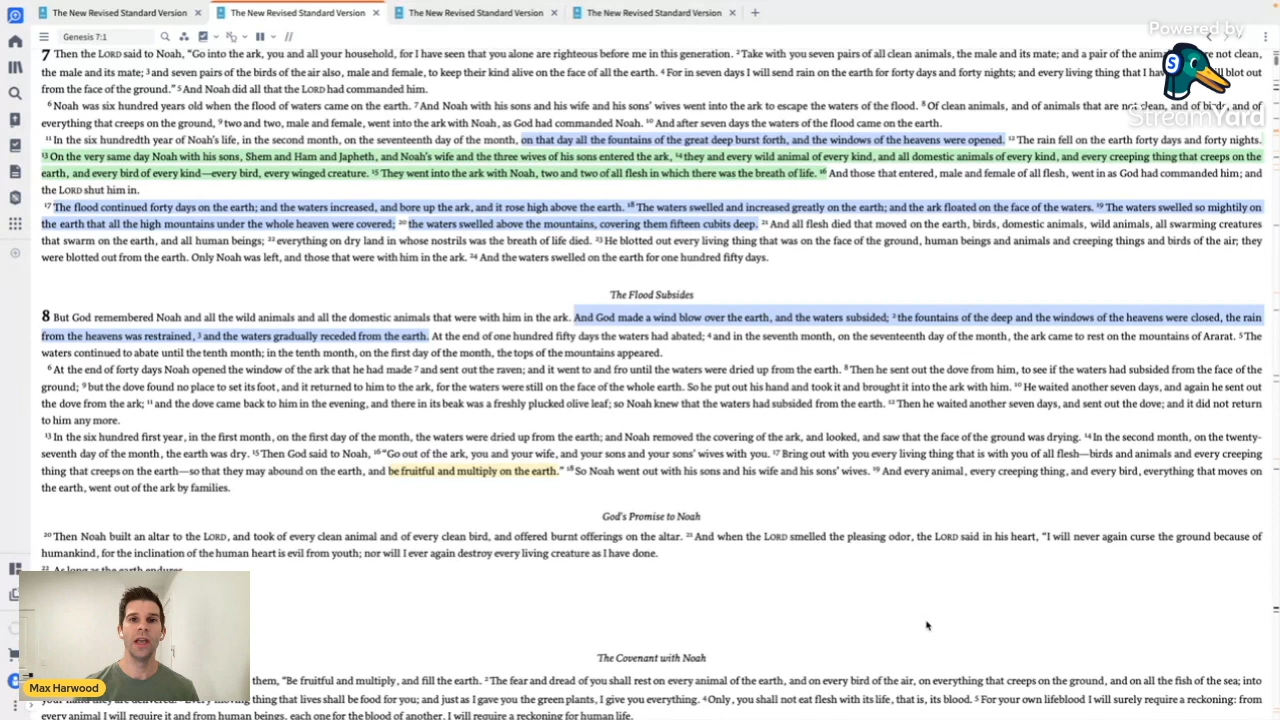 The New Revised Standard Version × The New Revised Standard Version × The New Revised Standard Version × The New Revised Standard Version × +
Genesis 7:1
Powered by
StreamYard
7 Then the LORD said to Noah, “Go into the ark, you and all your household, for I have seen that you alone are righteous before me in this generation. 2 Take with you seven pairs of all clean animals, the male and its mate; and a pair of the not clean,
the male and its mate; 3 and seven pairs of the birds of the air also, male and female, to keep their kind alive on the face of all the earth. 4 For in seven days I will send rain on the earth for forty days and forty nights; and every living thing that I blot out
from the face of the ground.” 5 And Noah did all that the LORD had commanded him.
6 Noah was six hundred years old when the flood of waters came on the earth. 7 And Noah with his sons and his wife and his sons’ wives went into the ark to escape the waters of the flood. 8 Of clean animals, and of animals that are clean, and of birds, and of
everything that creeps on the ground, 9 two and two, male and female, went into the ark with Noah, as God had commanded Noah. 10 And after seven days the waters of the flood came on the earth.
11 In the six hundredth year of Noah’s life, in the second month, on the seventeenth day of the month, on that day all the fountains of the great deep burst forth, and the windows of the heavens were opened. 12 The rain fell on the earth forty days and forty nights.
13 On the very same day Noah with his sons, Shem and Ham and Japheth, and Noah’s wife and the three wives of his sons entered the ark, 14 they and every wild animal of every kind, and all domestic animals of every kind, and every creeping thing that creeps on the
earth, and every bird of every kind—every bird, every winged creature. 15 They went into the ark with Noah, two and two of all flesh in which there was the breath of life. 16 And those that entered, male and female of all flesh, went in as God had commanded him; and
the LORD shut him in.
17 The flood continued forty days on the earth; and the waters increased, and bore up the ark, and it rose high above the earth. 18 The waters swelled and increased greatly on the earth; and the ark floated on the face of the waters. 19 The waters swelled so mightily on
the earth that all the high mountains under the whole heaven were covered; 20 the waters swelled above the mountains, covering them fifteen cubits deep. 21 And all flesh died that moved on the earth, birds, domestic animals, wild animals, all swarming creatures
that swarm on the earth, and all human beings; 22 everything on dry land in whose nostrils was the breath of life died. 23 He blotted out every living thing that was on the face of the ground, human beings and animals and creeping things and birds of the air; they
were blotted out from the earth. Only Noah was left, and those that were with him in the ark. 24 And the waters swelled on the earth for one hundred fifty days.
The Flood Subsides
8 But God remembered Noah and all the wild animals and all the domestic animals that were with him in the ark. And God made a wind blow over the earth, and the waters subsided; 2 the fountains of the deep and the windows of the heavens were closed, the rain
from the heavens was restrained, 3 and the waters gradually receded from the earth. At the end of one hundred fifty days the waters had abated; 4 and in the seventh month, on the seventeenth day of the month, the ark came to rest on the mountains of Ararat. 5 The
waters continued to abate until the tenth month; in the tenth month, on the first day of the month, the tops of the mountains appeared.
6 At the end of forty days Noah opened the window of the ark that he had made 7 and sent out the raven; and it went to and fro until the waters were dried up from the earth. 8 Then he sent out the dove from him, to see if the waters had subsided from the face of the
ground; 9 but the dove found no place to set its foot, and it returned to him to the ark, for the waters were still on the face of the whole earth. So he put out his hand and took it and brought it into the ark with him. 10 He waited another seven days, and again he sent out
the dove from the ark; 11 and the dove came back to him in the evening, and there in its beak was a freshly plucked olive leaf; so Noah knew that the waters had subsided from the earth. 12 Then he waited another seven days, and sent out the dove; and it did not return
to him any more.
13 In the six hundred first year, in the first month, on the first day of the month, the waters were dried up from the earth; and Noah removed the covering of the ark, and looked, and saw that the face of the ground was drying. 14 In the second month, on the twenty-
seventh day of the month, the earth was dry. 15 Then God said to Noah, 16 “Go out of the ark, you and your wife, and your sons and your sons’ wives with you. 17 Bring out with you every living thing that is with you of all flesh—birds and animals and every creeping
thing that creeps on the earth—so that they may abound on the earth, and be fruitful and multiply on the earth.” 18 So Noah went out with his sons and his wife and his sons’ wives. 19 And every animal, every creeping thing, and every bird, everything that moves on
the earth, went out of the ark by families.
God’s Promise to Noah
20 Then Noah built an altar to the LORD, and took of every clean animal and of every clean bird, and offered burnt offerings on the altar. 21 And when the LORD smelled the pleasing odor, the LORD said in his heart, “I will never again curse the ground because of
humankind, for the inclination of the human heart is evil from youth; nor will I ever again destroy every living creature as I have done.
22 As long as the earth endures,
The Covenant with Noah
them, “Be fruitful and multiply, and fill the earth. 2 The fear and dread of you shall rest on every animal of the earth, and on every bird of the air, on everything that creeps on the ground, and on all the fish of the sea; into
your hand they are delivered. 3 Every moving thing that lives shall be food for you; and just as I gave you the green plants, I give you everything. 4 Only, you shall not eat flesh with its life, that is, its blood. 5 For your own lifeblood I will surely require a reckoning: from
every animal I will require it and from human beings, each one for the blood of another, I will require a reckoning for human life.
Max Harwood